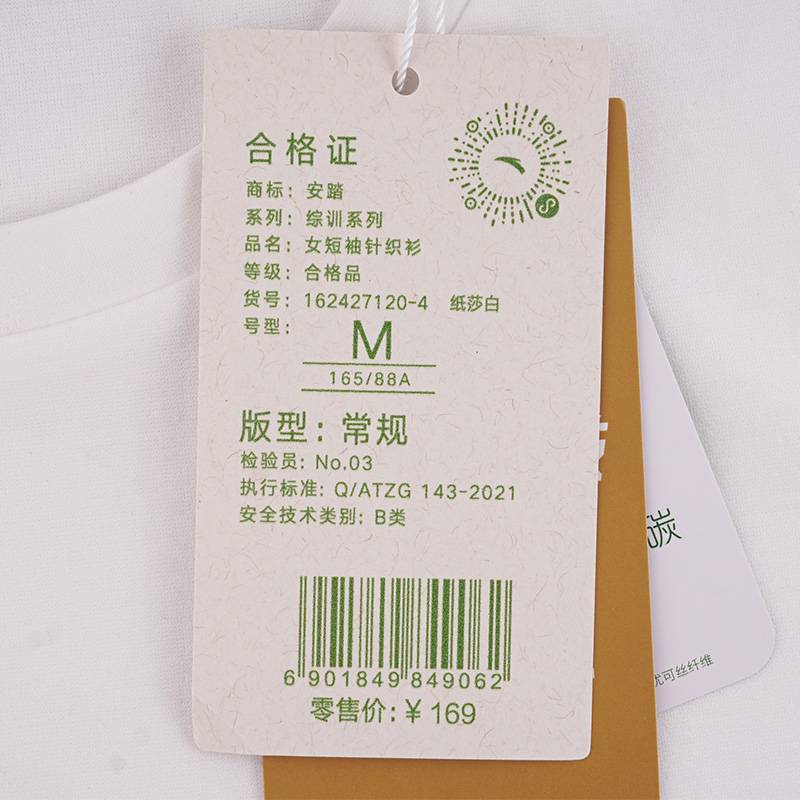 合格证
商标：安踏
系列：综训系列
品名：女短袖针织衫
等级：合格品
货号：162427120-4 纸莎白
号型：
M
165/88A
版型：常规
检验员：No.03
执行标准：Q/ATZG 143-2021
安全技术类别：B类
6 901849 849062
零售价：¥ 169
碳
优可丝纤维